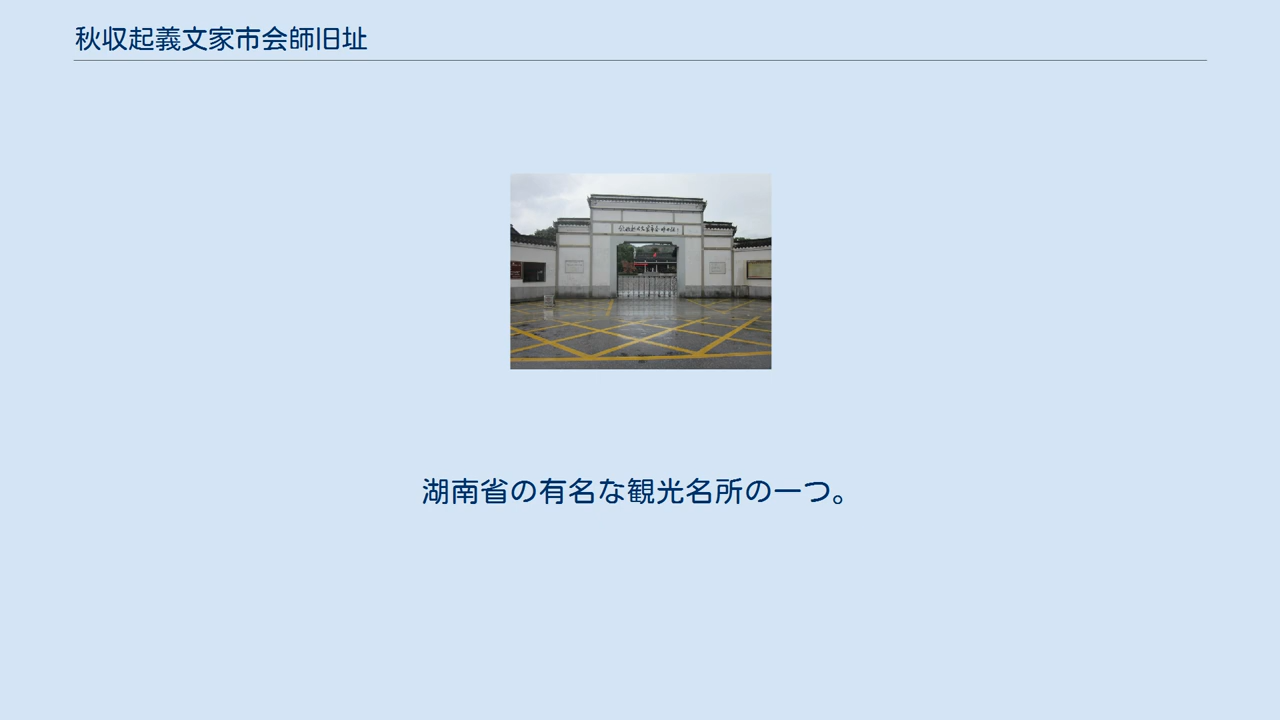 秋収起義文家市会師旧址
湖南省の有名な観光名所の一つ。